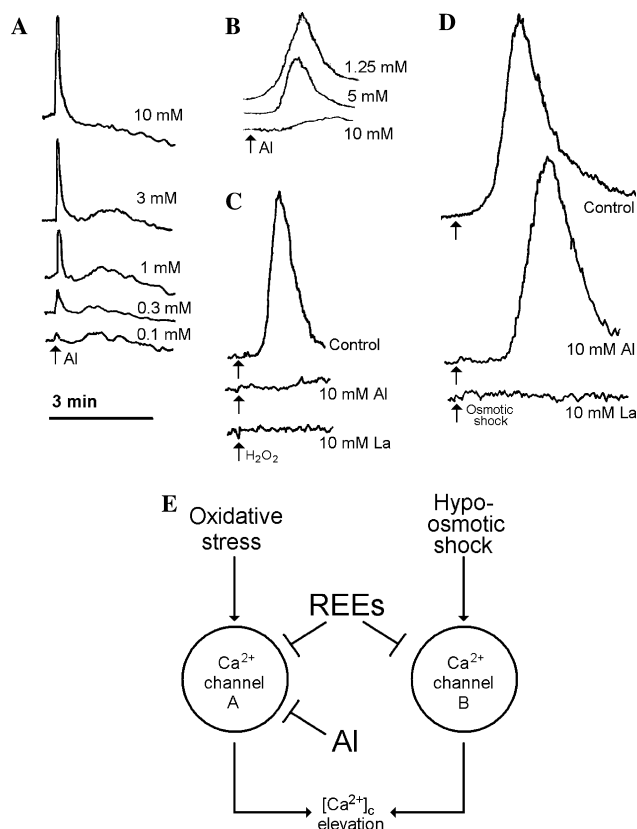 A
10 mM
3 mM
1 mM
0.3 mM
0.1 mM
Al
3 min
B
1.25 mM
5 mM
10 mM
Al
C
Control
10 mM Al
10 mM La
H₂O₂
D
Control
10 mM Al
Osmotic
shock
10 mM La
E
Oxidative
stress
Hypo-
osmotic
shock
REEs
Ca²⁺
channel
A
Ca²⁺
channel
B
Al
[Ca²⁺]c
elevation